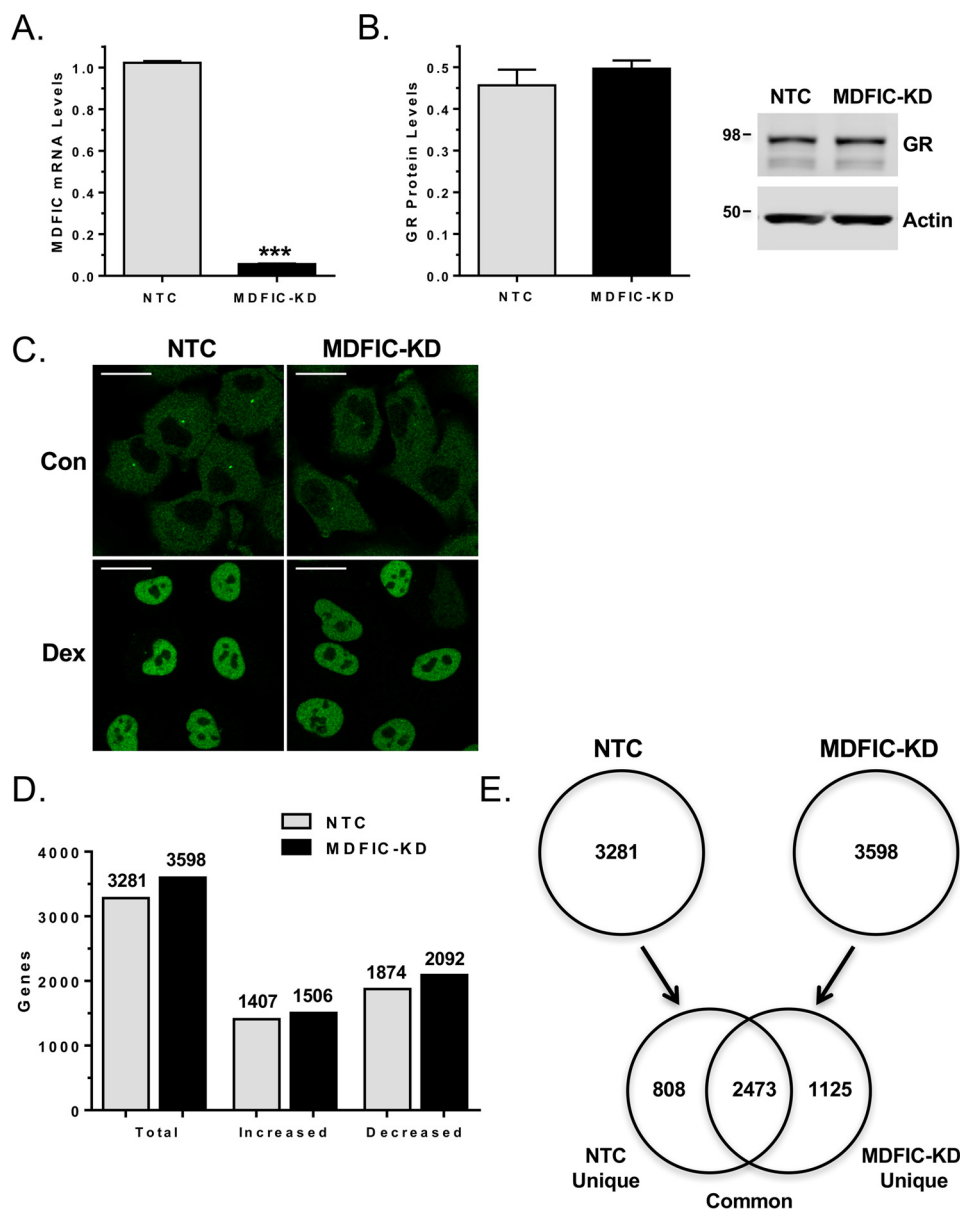 A.
MDFIC mRNA Levels
1.0
0.8
0.6
0.4
0.2
0.0
***
NTC
MDFIC-KD
B.
GR Protein Levels
0.5
0.4
0.3
0.2
0.1
0.0
NTC
MDFIC-KD
NTC MDFIC-KD
98
GR
50
Actin
C.
NTC MDFIC-KD
Con
Dex
D.
NTC
MDFIC-KD
Genes
4000
3000
2000
1000
0
3281
3598
1407
1506
1874
2092
Total
Increased
Decreased
E.
NTC
MDFIC-KD
3281
3598
808
2473
1125
NTC
Unique
Common
MDFIC-KD
Unique